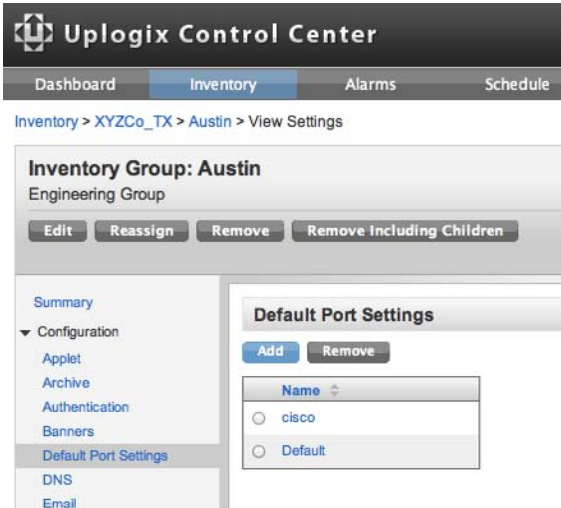 Uplogix Control Center
Dashboard Inventory Alarms Schedule
Inventory > XYZCo_TX > Austin > View Settings
Inventory Group: Austin
Engineering Group
Edit Reassign Remove Remove Including Children
Summary
Configuration
Applet
Archive
Authentication
Banners
Default Port Settings
DNS
Email
Default Port Settings
Add Remove
Name
cisco
Default